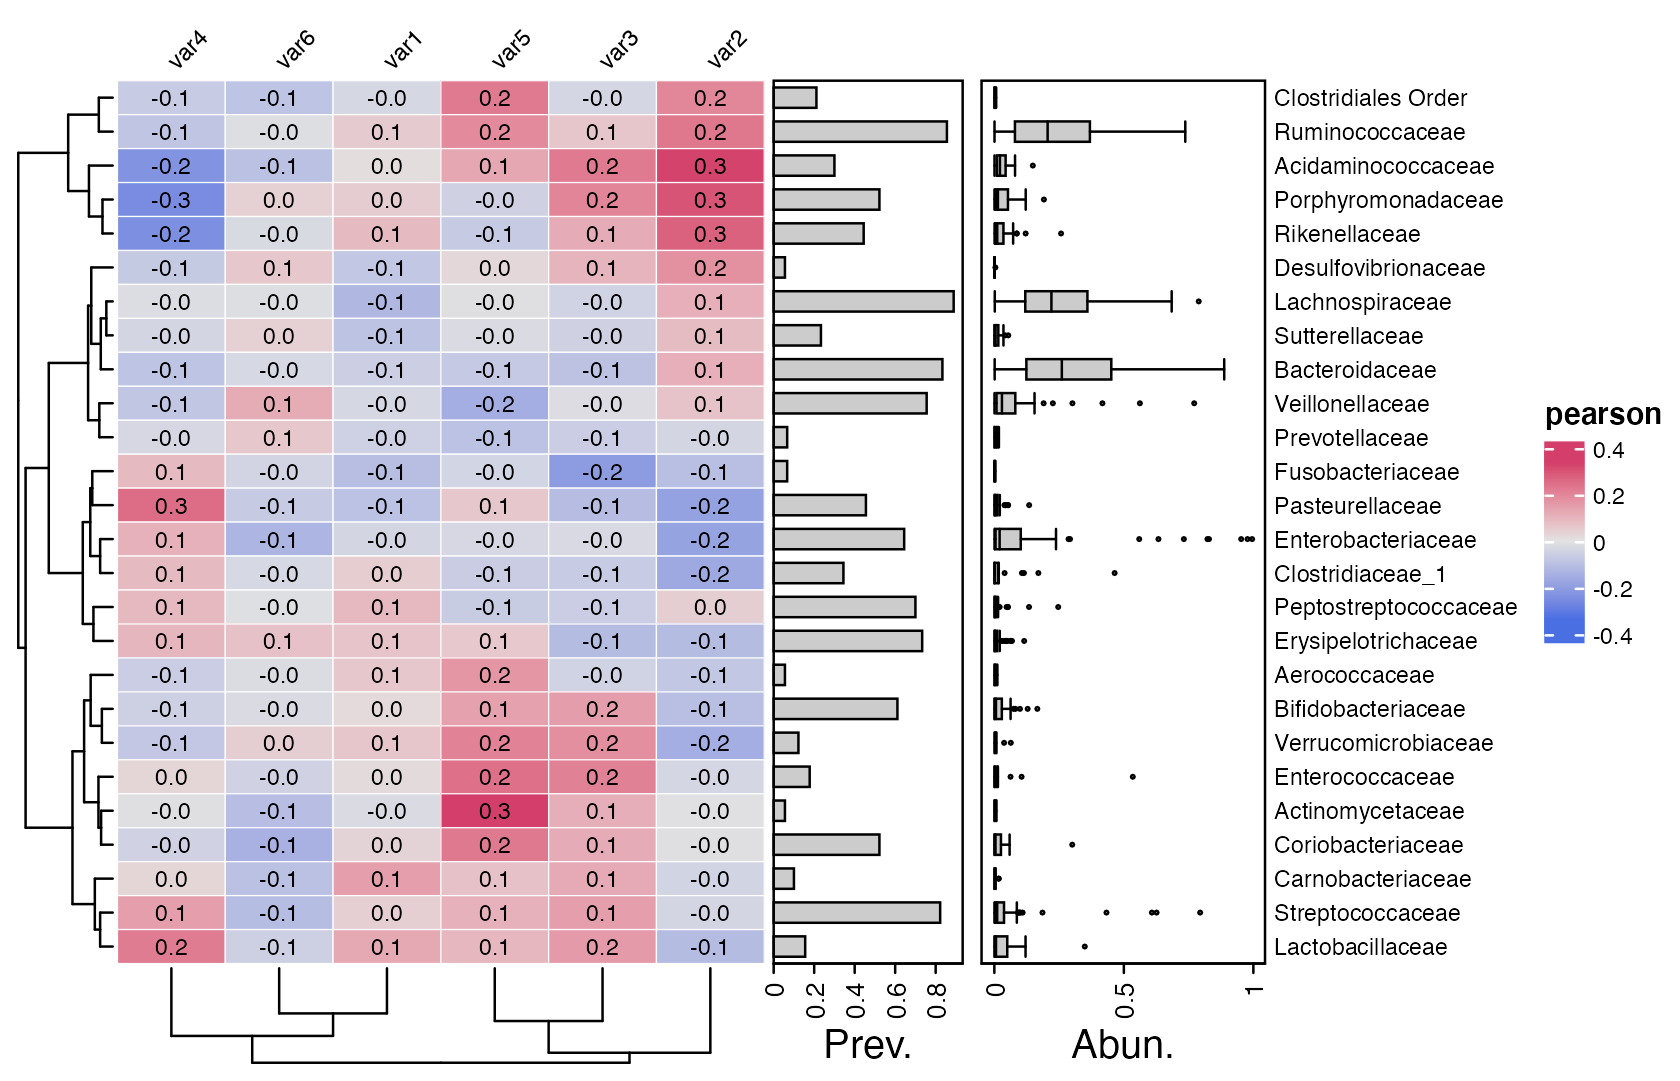 var4 var6 var1 var5 var3 var2
-0.1 -0.1 -0.0 0.2 -0.0 0.2 Clostridiales Order
-0.1 -0.0 0.1 0.2 0.1 0.2 Ruminococcaceae
-0.2 -0.1 0.0 0.1 0.2 0.3 Acidaminococcaceae
-0.3 0.0 0.0 -0.0 0.2 0.3 Porphyromonadaceae
-0.2 -0.0 0.1 -0.1 0.1 0.3 Rikenellaceae
-0.1 0.1 -0.1 0.0 0.1 0.2 Desulfovibrionaceae
-0.0 -0.0 -0.1 -0.0 -0.0 0.1 Lachnospiraceae
-0.0 0.0 -0.1 -0.0 -0.0 0.1 Sutterellaceae
-0.1 -0.0 -0.1 -0.1 -0.1 0.1 Bacteroidaceae
-0.1 0.1 -0.0 -0.2 -0.0 0.1 Veillonellaceae
-0.0 0.1 -0.0 -0.1 -0.1 -0.0 Prevotellaceae
0.1 -0.0 -0.1 -0.0 -0.2 -0.1 Fusobacteriaceae
0.3 -0.1 -0.1 0.1 -0.1 -0.2 Pasteurellaceae
0.1 -0.1 -0.0 -0.0 -0.0 -0.2 Enterobacteriaceae
0.1 -0.0 0.0 -0.1 -0.1 -0.2 Clostridiaceae_1
0.1 -0.0 0.1 -0.1 -0.1 0.0 Peptostreptococcaceae
0.1 0.1 0.1 0.1 -0.1 -0.1 Erysipelotrichaceae
-0.1 -0.0 0.1 0.2 -0.0 -0.1 Aerococcaceae
-0.1 -0.0 0.0 0.1 0.2 -0.1 Bifidobacteriaceae
-0.1 0.0 0.1 0.2 0.2 -0.2 Verrucomicrobiaceae
0.0 -0.0 0.0 0.2 0.2 -0.0 Enterococcaceae
-0.0 -0.1 -0.0 0.3 0.1 -0.0 Actinomycetaceae
-0.0 -0.1 0.0 0.2 0.1 -0.0 Coriobacteriaceae
0.0 -0.1 0.1 0.1 0.1 -0.0 Carnobacteriaceae
0.1 -0.1 0.0 0.1 0.1 -0.0 Streptococcaceae
0.2 -0.1 0.1 0.1 0.2 -0.1 Lactobacillaceae
0 0.2 0.4 0.6 0.8
Prev.
0 0.5 1
Abun.
pearson
0.4
0.2
0
-0.2
-0.4